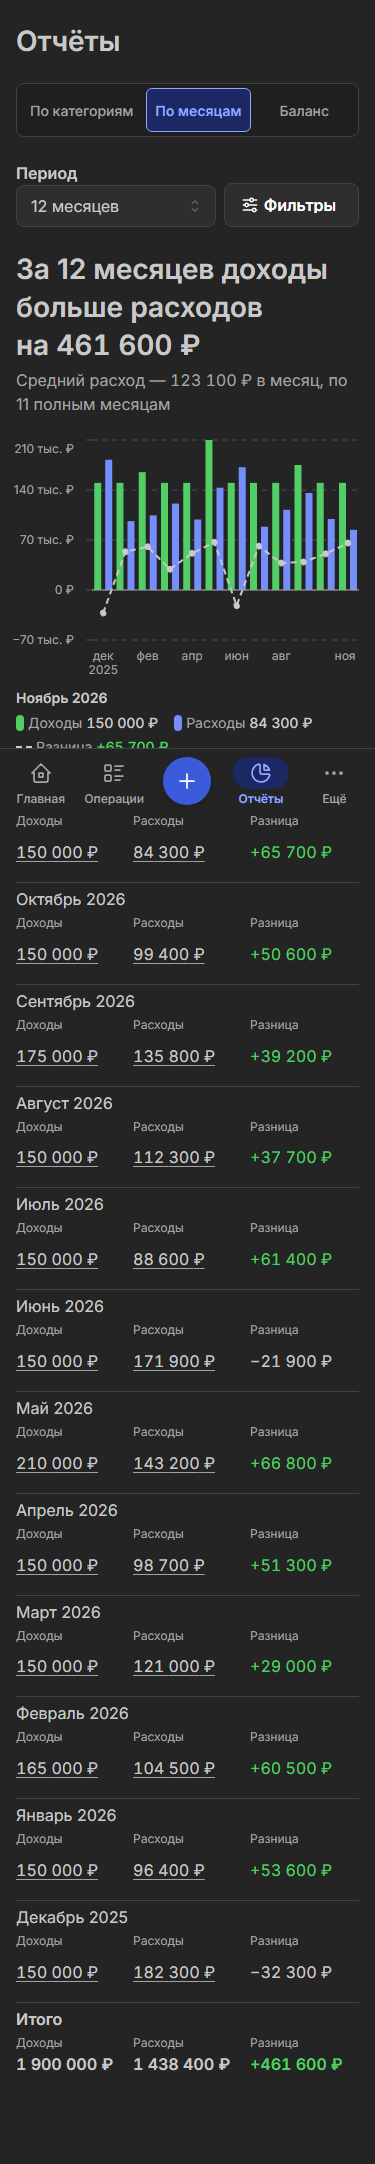 Отчёты
По категориям По месяцам Баланс
Период
12 месяцев Фильтры
За 12 месяцев доходы
больше расходов
на 461 600 ₽
Средний расход — 123 100 ₽ в месяц, по
11 полным месяцам
210 тыс. ₽
140 тыс. ₽
70 тыс. ₽
0 ₽
−70 тыс. ₽
дек фев апр июн авг ноя
2025
Ноябрь 2026
Доходы 150 000 ₽ Расходы 84 300 ₽
Разница +65 700 ₽
Главная Операции Отчёты Ещё
Доходы Расходы Разница
150 000 ₽ 84 300 ₽ +65 700 ₽
Октябрь 2026
Доходы Расходы Разница
150 000 ₽ 99 400 ₽ +50 600 ₽
Сентябрь 2026
Доходы Расходы Разница
175 000 ₽ 135 800 ₽ +39 200 ₽
Август 2026
Доходы Расходы Разница
150 000 ₽ 112 300 ₽ +37 700 ₽
Июль 2026
Доходы Расходы Разница
150 000 ₽ 88 600 ₽ +61 400 ₽
Июнь 2026
Доходы Расходы Разница
150 000 ₽ 171 900 ₽ −21 900 ₽
Май 2026
Доходы Расходы Разница
210 000 ₽ 143 200 ₽ +66 800 ₽
Апрель 2026
Доходы Расходы Разница
150 000 ₽ 98 700 ₽ +51 300 ₽
Март 2026
Доходы Расходы Разница
150 000 ₽ 121 000 ₽ +29 000 ₽
Февраль 2026
Доходы Расходы Разница
165 000 ₽ 104 500 ₽ +60 500 ₽
Январь 2026
Доходы Расходы Разница
150 000 ₽ 96 400 ₽ +53 600 ₽
Декабрь 2025
Доходы Расходы Разница
150 000 ₽ 182 300 ₽ −32 300 ₽
Итого
Доходы Расходы Разница
1 900 000 ₽ 1 438 400 ₽ +461 600 ₽